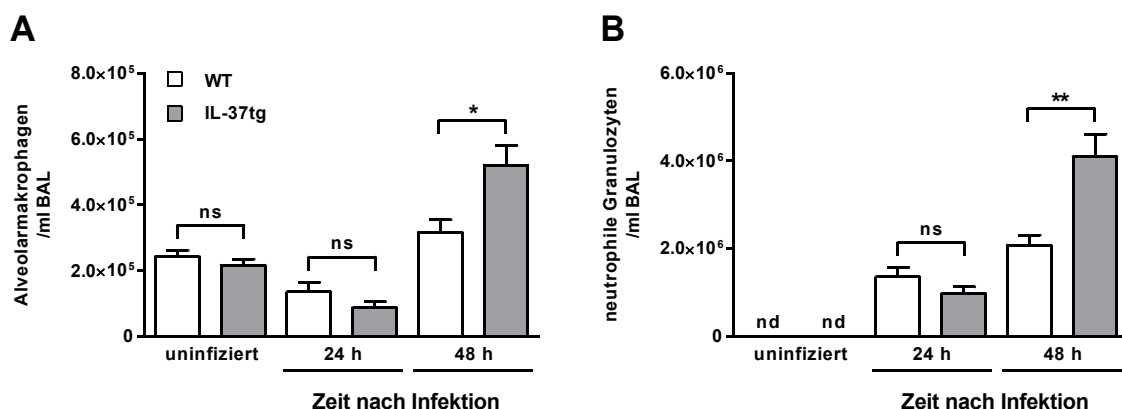 A
Alveolarmakrophagen
/ml BAL
8.0×10⁵
6.0×10⁵
4.0×10⁵
2.0×10⁵
0
WT
IL-37tg
ns
ns
*
uninfiziert
24 h
48 h
Zeit nach Infektion
B
neutrophile Granulozyten
/ml BAL
6.0×10⁶
4.0×10⁶
2.0×10⁶
0
nd
nd
ns
**
uninfiziert
24 h
48 h
Zeit nach Infektion